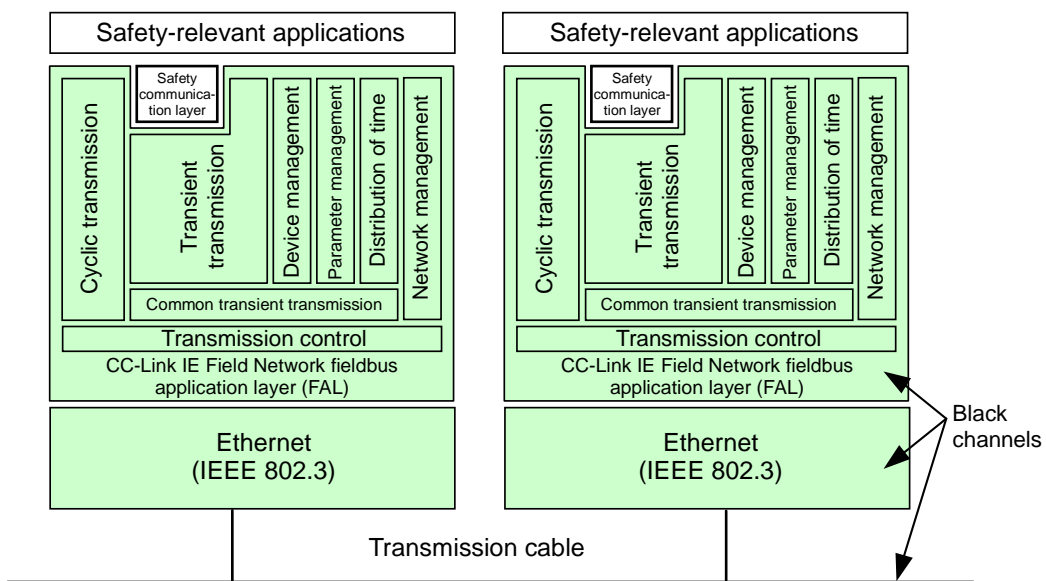 Safety-relevant applications
Safety
communica-
tion layer
Cyclic transmission
Transient
transmission
Device management
Parameter management
Distribution of time
Network management
Common transient transmission
Transmission control
CC-Link IE Field Network fieldbus
application layer (FAL)
Ethernet
(IEEE 802.3)
Safety-relevant applications
Safety
communica-
tion layer
Cyclic transmission
Transient
transmission
Device management
Parameter management
Distribution of time
Network management
Common transient transmission
Transmission control
CC-Link IE Field Network fieldbus
application layer (FAL)
Ethernet
(IEEE 802.3)
Black
channels
Transmission cable